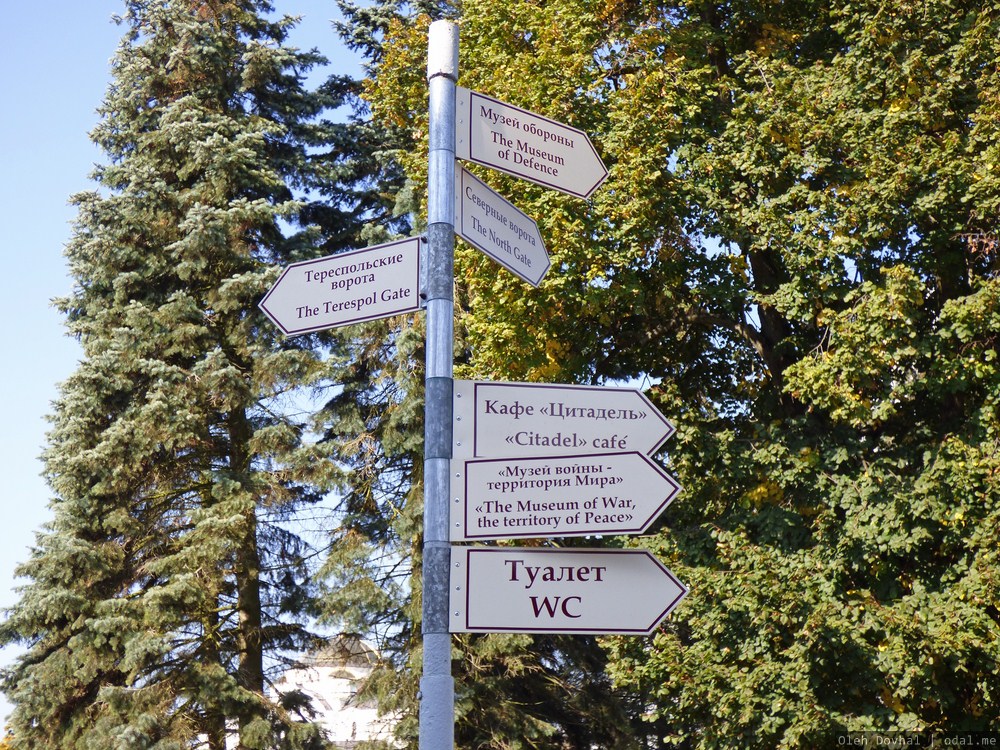 Музей обороны
The Museum
of Defence
Северные ворота
The North Gate
Тереспольские
ворота
The Terespol Gate
Кафе «Цитадель»
«Citadel» café
«Музей войны -
территория Мира»
«The Museum of War,
the territory of Peace»
Туалет
WC
Oleh Dovhal | odal.me